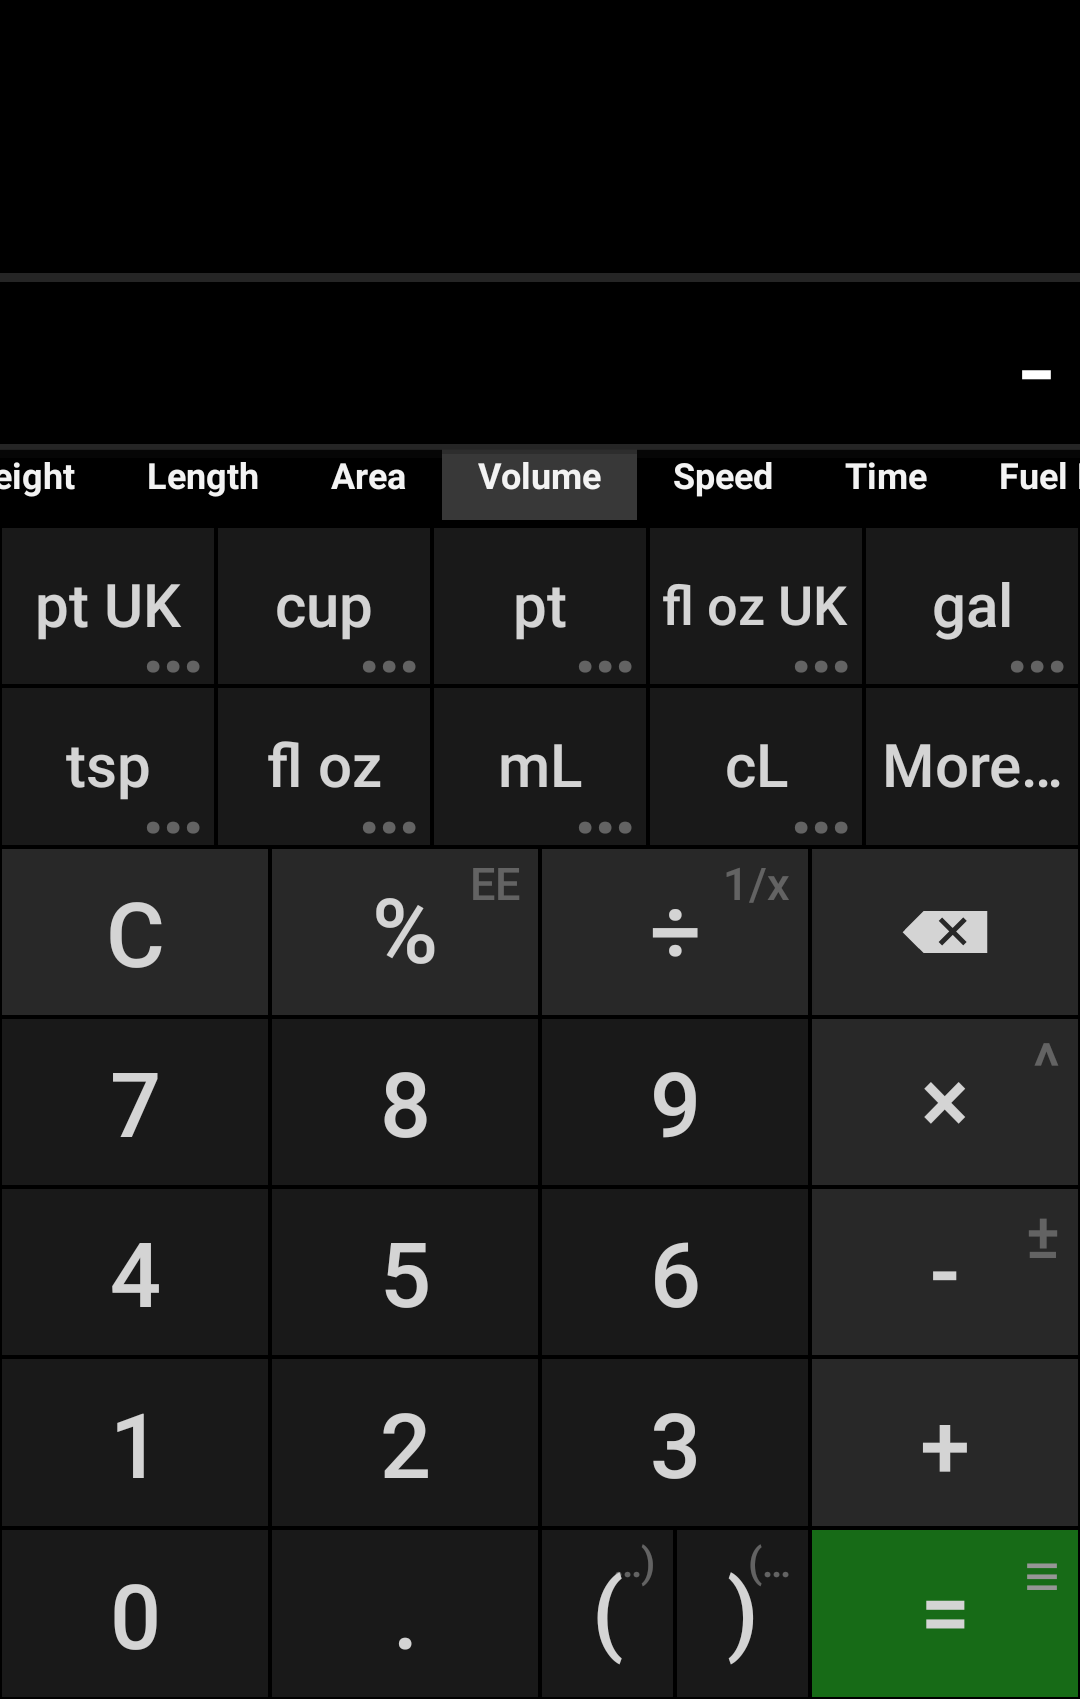 -
eight Length Area Volume Speed Time Fuel
pt UK cup pt fl oz UK gal
... ... ... ... ...
tsp fl oz mL cL More...
... ... ... ...
C % EE ÷ 1/x ×
7 8 9 × ^
4 5 6 - ±
1 2 3 +
0 . ( ..) ) (... = ≡